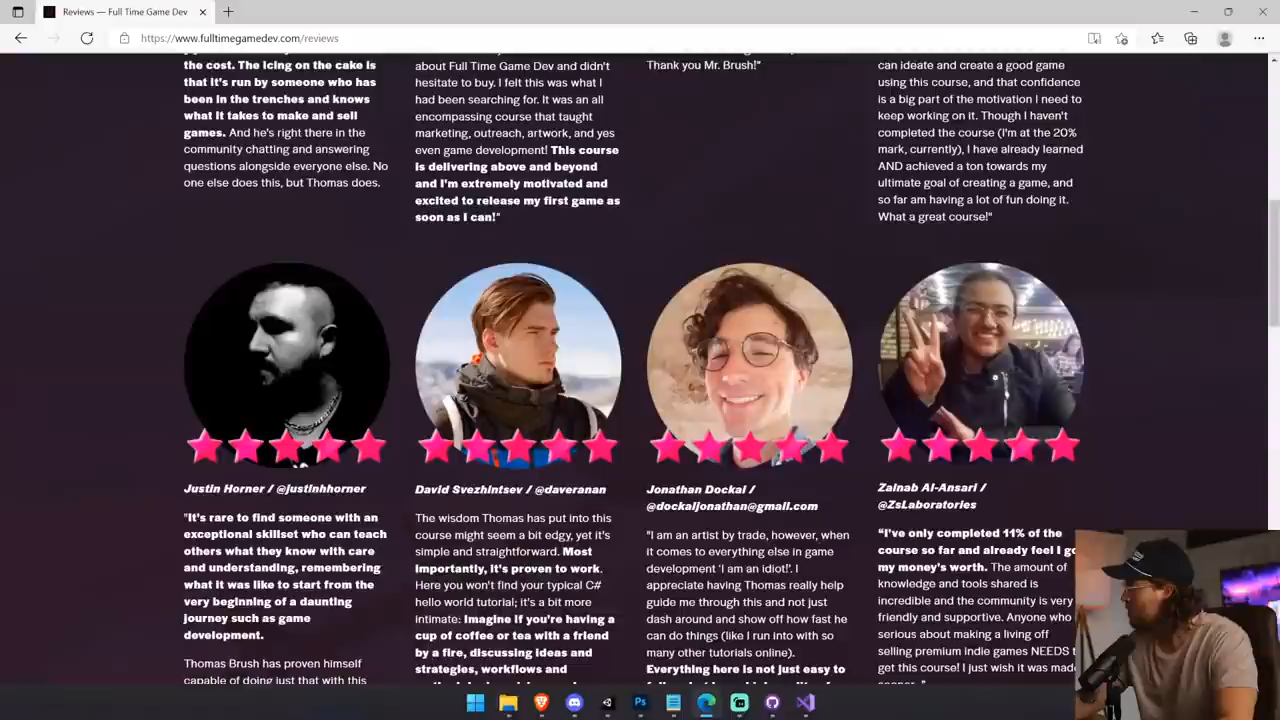 Reviews — Full Time Game Dev
https://www.fulltimegamedev.com/reviews
the cost. The icing on the cake is
that it's run by someone who has
been in the trenches and knows
what it takes to make and sell
games. And he's right there in the
community chatting and answering
questions alongside everyone else. No
one else does this, but Thomas does.
about Full Time Game Dev and didn't
hesitate to buy. I felt this was what I
had been searching for. It was an all
encompassing course that taught
marketing, outreach, artwork, and yes
even game development! This course
is delivering above and beyond
and I'm extremely motivated and
excited to release my first game as
soon as I can!"
Thank you Mr. Brush!"
can ideate and create a good game
using this course, and that confidence
is a big part of the motivation I need to
keep working on it. Though I haven't
completed the course (I'm at the 20%
mark, currently), I have already learned
AND achieved a ton towards my
ultimate goal of creating a game, and
so far am having a lot of fun doing it.
What a great course!"
Justin Horner / @justinhhorner
"It's rare to find someone with an
exceptional skillset who can teach
others what they know with care
and understanding, remembering
what it was like to start from the
very beginning of a daunting
journey such as game
development.
Thomas Brush has proven himself
capable of doing just that with this
David Svezhintsev / @daveranan
The wisdom Thomas has put into this
course might seem a bit edgy, yet it's
simple and straightforward. Most
importantly, it's proven to work.
Here you won't find your typical C#
hello world tutorial; it's a bit more
intimate: Imagine if you're having a
cup of coffee or tea with a friend
by a fire, discussing ideas and
strategies, workflows and
Jonathan Dockal /
@dockaljonathan@gmail.com
"I am an artist by trade, however, when
it comes to everything else in game
development 'I am an idiot!'. I
appreciate having Thomas really help
guide me through this and not just
dash around and show off how fast he
can do things (like I run into with so
many other tutorials online).
Everything here is not just easy to
Zainab Al-Ansari /
@ZsLaboratories
"I've only completed 11% of the
course so far and already feel I go
my money's worth. The amount of
knowledge and tools shared is
incredible and the community is very
friendly and supportive. Anyone who
serious about making a living off
selling premium indie games NEEDS t
get this course! I just wish it was mad